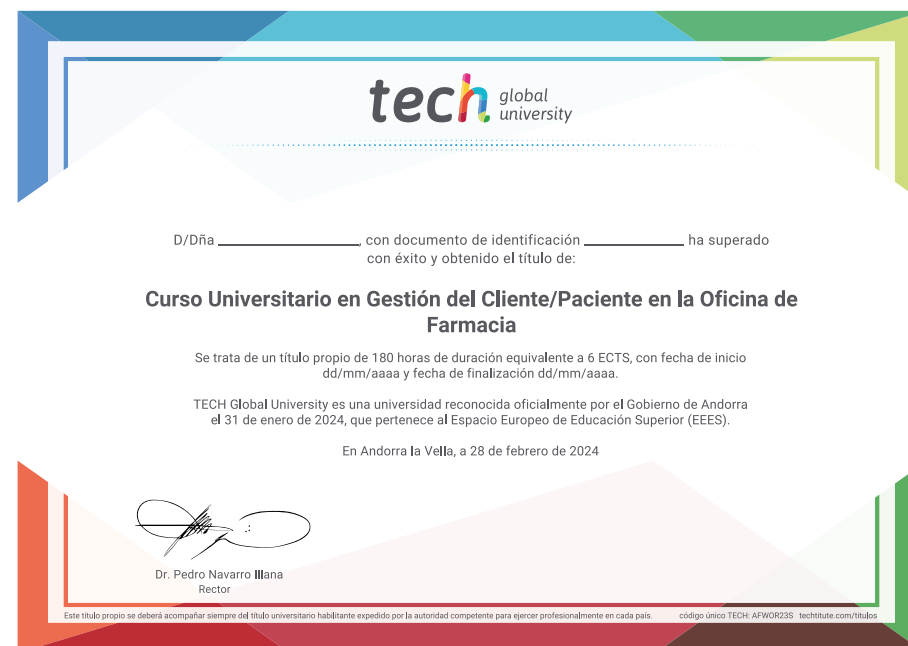 tech global university
D/Dña ____________________, con documento de identificación ______________ ha superado
con éxito y obtenido el título de:
Curso Universitario en Gestión del Cliente/Paciente en la Oficina de
Farmacia
Se trata de un título propio de 180 horas de duración equivalente a 6 ECTS, con fecha de inicio
dd/mm/aaaa y fecha de finalización dd/mm/aaaa.
TECH Global University es una universidad reconocida oficialmente por el Gobierno de Andorra
el 31 de enero de 2024, que pertenece al Espacio Europeo de Educación Superior (EEES).
En Andorra la Vella, a 28 de febrero de 2024
Dr. Pedro Navarro Illana
Rector
Este título propio se deberá acompañar siempre del título universitario habilitante expedido por la autoridad competente para ejercer profesionalmente en cada país. código único TECH: AFWOR23S techtitute.com/titulos